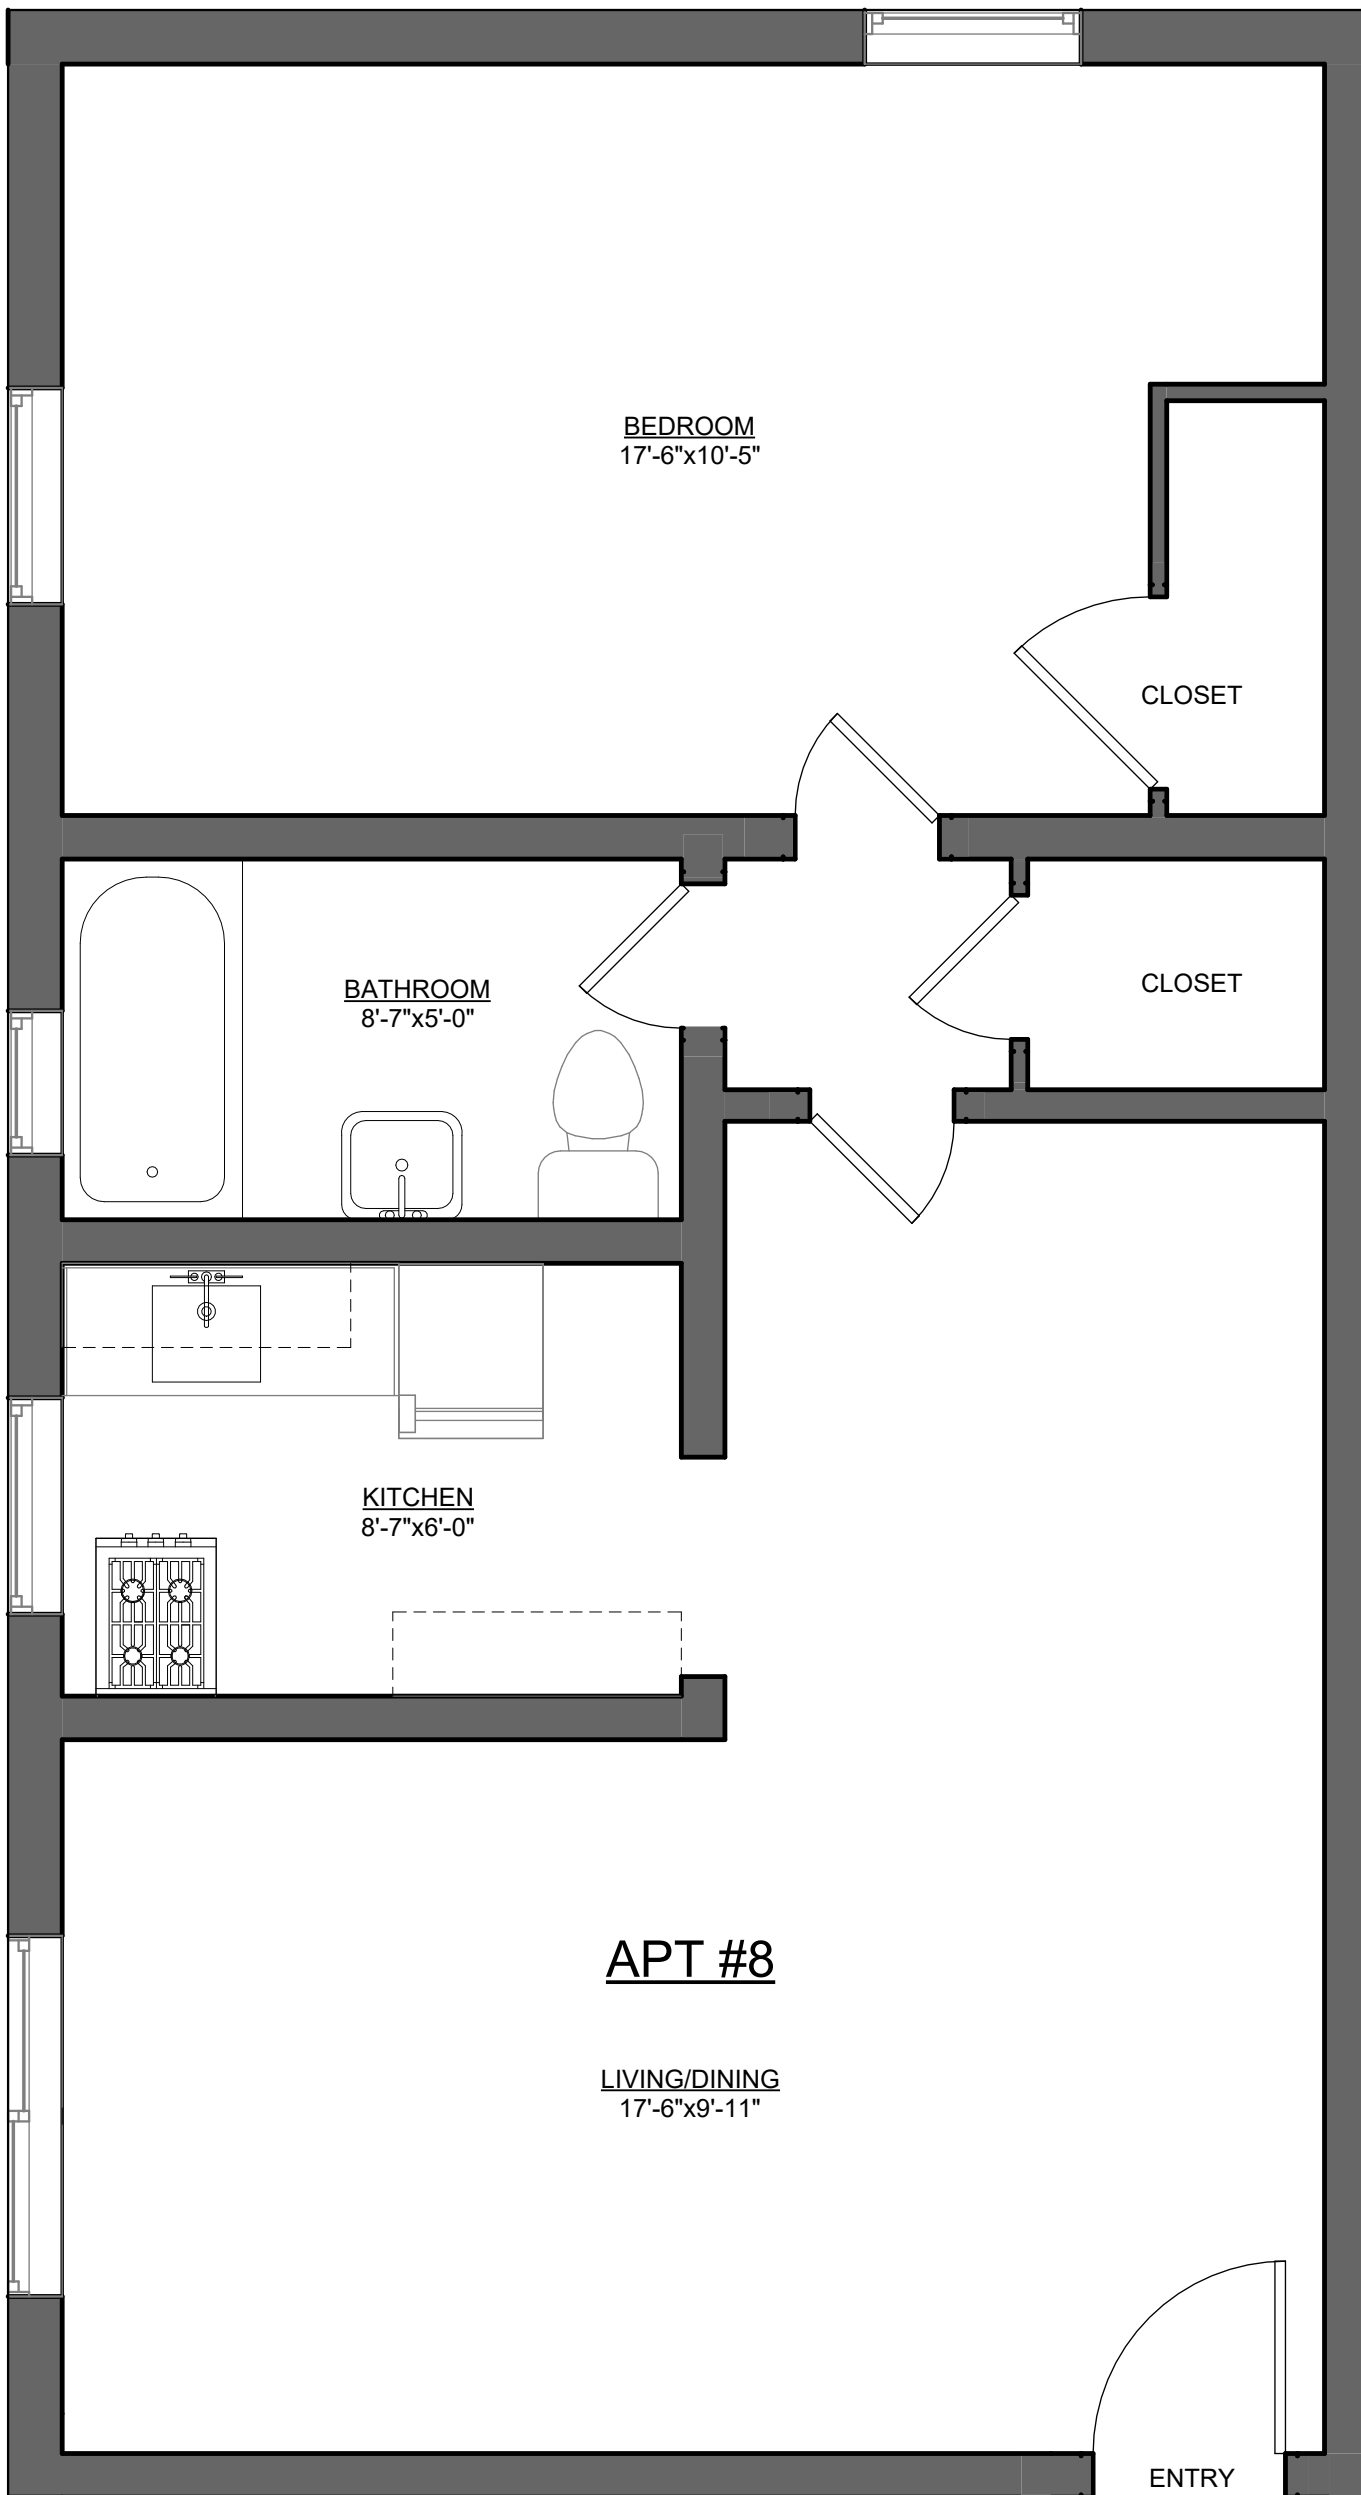 BEDROOM
17'-6"x10'-5"
CLOSET
BATHROOM
8'-7"x5'-0"
CLOSET
KITCHEN
8'-7"x6'-0"
APT #8
LIVING/DINING
17'-6"x9'-11"
ENTRY